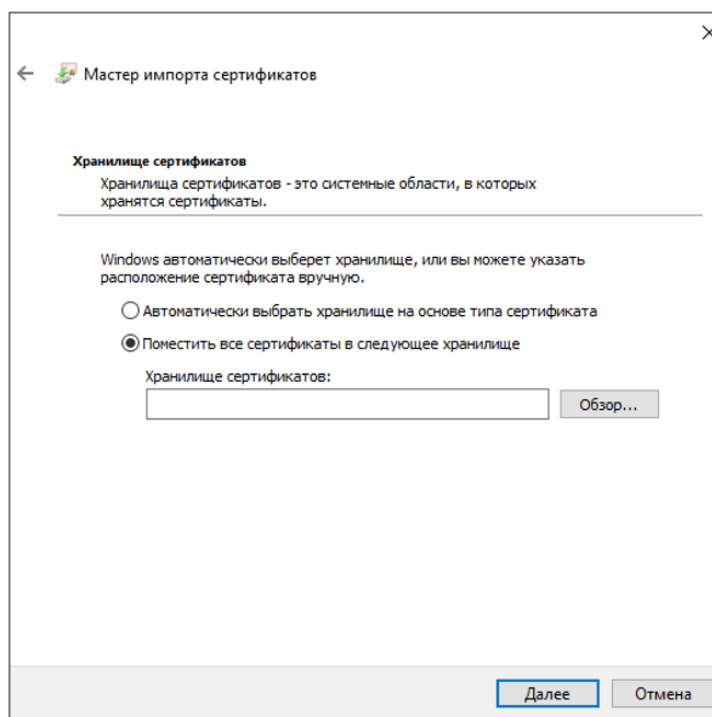 Мастер импорта сертификатов
Хранилище сертификатов
Хранилища сертификатов - это системные области, в которых
хранятся сертификаты.
Windows автоматически выберет хранилище, или вы можете указать
расположение сертификата вручную.
Автоматически выбрать хранилище на основе типа сертификата
Поместить все сертификаты в следующее хранилище
Хранилище сертификатов:
Обзор...
Далее
Отмена